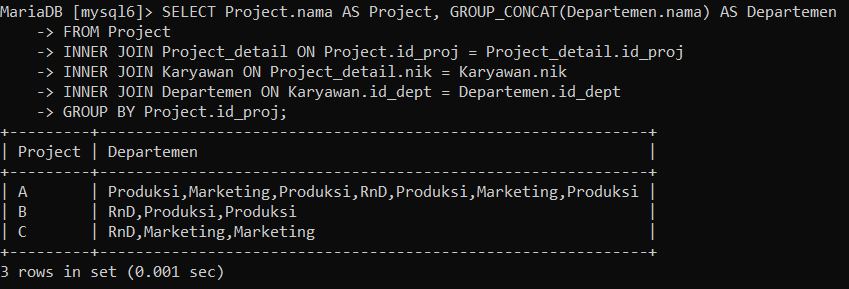 MariaDB [mysql6]> SELECT Project.nama AS Project, GROUP_CONCAT(Departemen.nama) AS Departemen
    -> FROM Project
    -> INNER JOIN Project_detail ON Project.id_proj = Project_detail.id_proj
    -> INNER JOIN Karyawan ON Project_detail.nik = Karyawan.nik
    -> INNER JOIN Departemen ON Karyawan.id_dept = Departemen.id_dept
    -> GROUP BY Project.id_proj;
+---------+-------------------------------------------------------------+
| Project | Departemen                                                  |
+---------+-------------------------------------------------------------+
| A       | Produksi,Marketing,Produksi,RnD,Produksi,Marketing,Produksi |
| B       | RnD,Produksi,Produksi                                       |
| C       | RnD,Marketing,Marketing                                     |
+---------+-------------------------------------------------------------+
3 rows in set (0.001 sec)